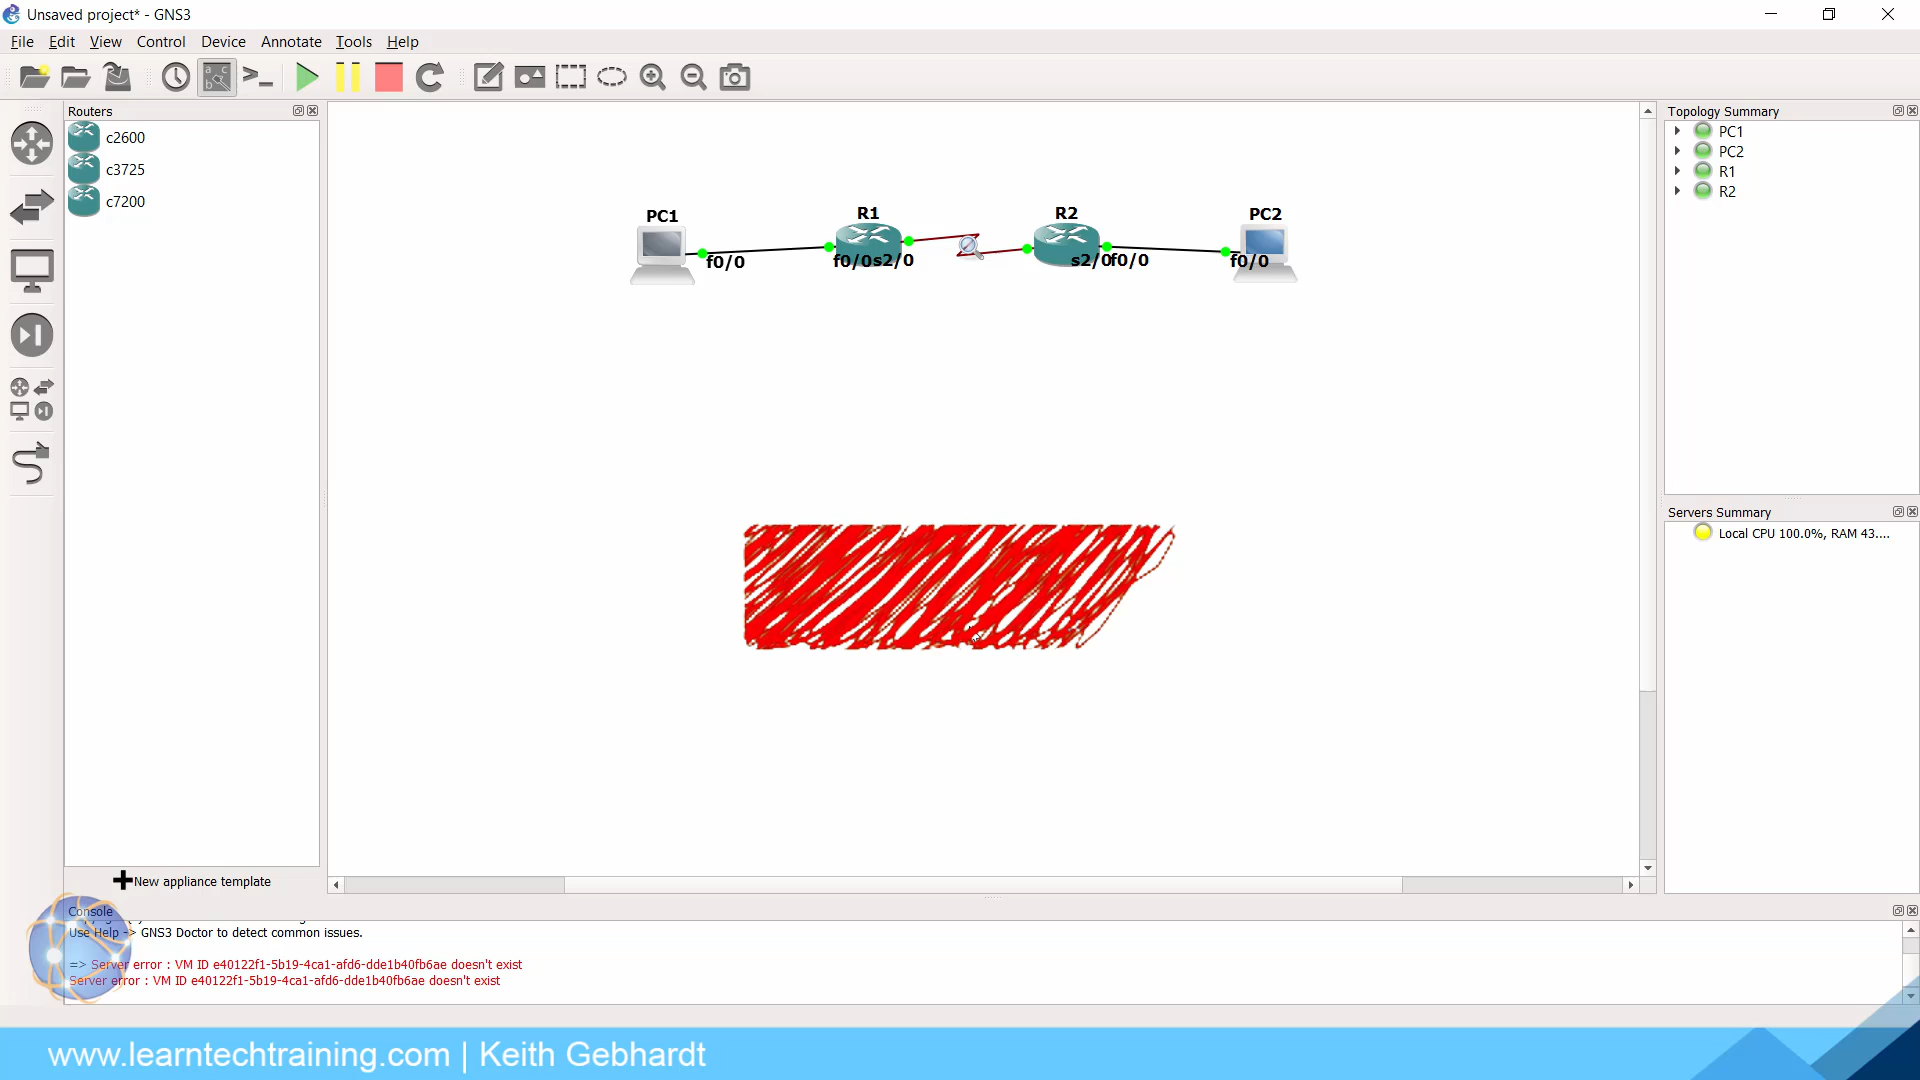 Unsaved project* - GNS3
File Edit View Control Device Annotate Tools Help
Routers
c2600
c3725
c7200
New appliance template
PC1
R1
R2
PC2
f0/0
f0/0
s2/0
s2/0
f0/0
f0/0
Topology Summary
PC1
PC2
R1
R2
Servers Summary
Local CPU 100.0%, RAM 43....
Console
Use Help -> GNS3 Doctor to detect common issues.
=> Server error : VM ID e40122f1-5b19-4ca1-afd6-dde1b40fb6ae doesn't exist
Server error : VM ID e40122f1-5b19-4ca1-afd6-dde1b40fb6ae doesn't exist
www.learntechtraining.com | Keith Gebhardt